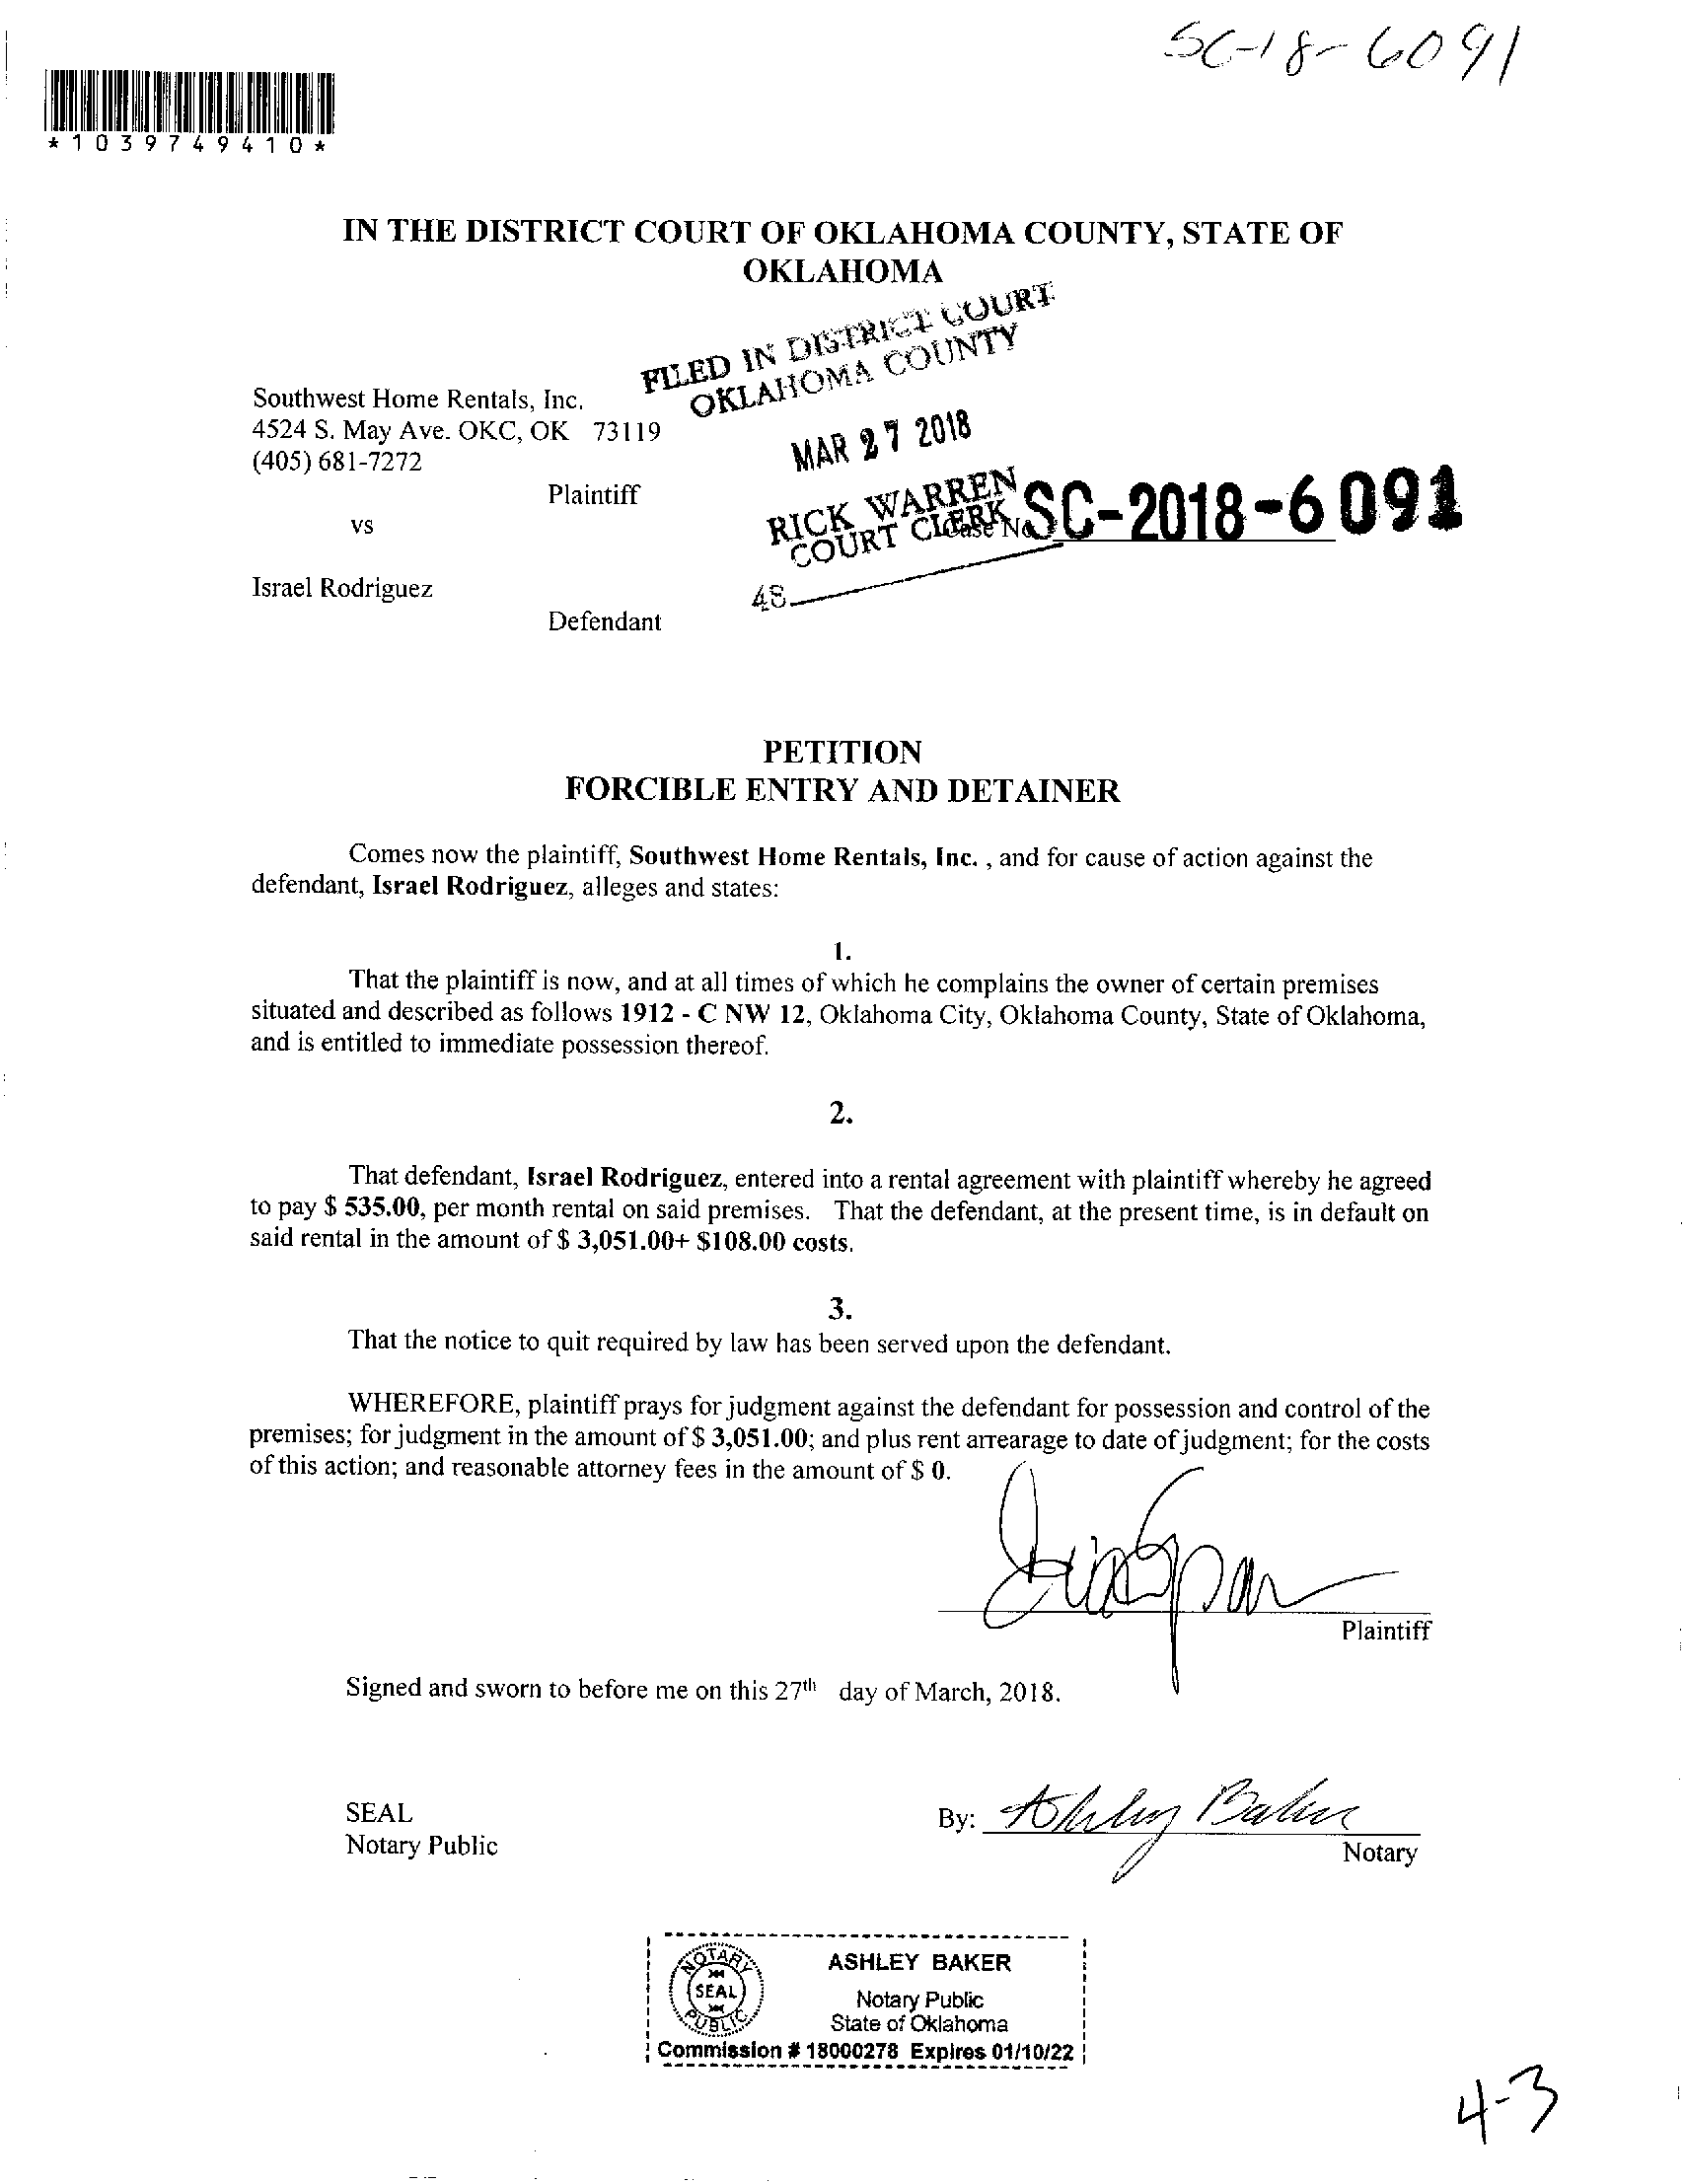 SC-18-6091
*1039749410*
IN THE DISTRICT COURT OF OKLAHOMA COUNTY, STATE OF
OKLAHOMA
FILED IN DISTRICT COURT
OKLAHOMA COUNTY
Southwest Home Rentals, Inc.
4524 S. May Ave. OKC, OK 73119
(405) 681-7272
MAR 27 2018
Plaintiff
RICK WARREN
COURT CLERK
Case No. SC-2018-6091
vs
48
Israel Rodriguez
Defendant
PETITION
FORCIBLE ENTRY AND DETAINER
Comes now the plaintiff, Southwest Home Rentals, Inc. , and for cause of action against the
defendant, Israel Rodriguez, alleges and states:
1.
That the plaintiff is now, and at all times of which he complains the owner of certain premises
situated and described as follows 1912 - C NW 12, Oklahoma City, Oklahoma County, State of Oklahoma,
and is entitled to immediate possession thereof.
2.
That defendant, Israel Rodriguez, entered into a rental agreement with plaintiff whereby he agreed
to pay $ 535.00, per month rental on said premises. That the defendant, at the present time, is in default on
said rental in the amount of $ 3,051.00+ $108.00 costs.
3.
That the notice to quit required by law has been served upon the defendant.
WHEREFORE, plaintiff prays for judgment against the defendant for possession and control of the
premises; for judgment in the amount of $ 3,051.00; and plus rent arrearage to date of judgment; for the costs
of this action; and reasonable attorney fees in the amount of $ 0.
Plaintiff
Signed and sworn to before me on this 27th day of March, 2018.
SEAL
Notary Public
By: Ashley Baker
Notary
NOTARY
SEAL
PUBLIC
ASHLEY BAKER
Notary Public
State of Oklahoma
Commission # 18000278 Expires 01/10/22
4-3